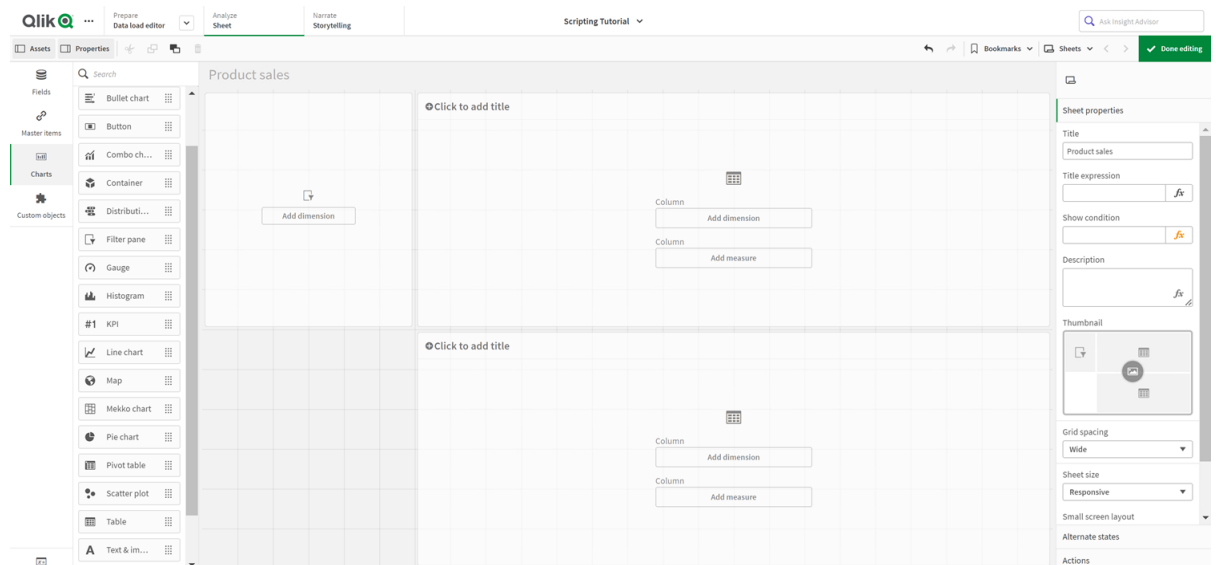 Qlik
Prepare
Data load editor
Analyze
Sheet
Narrate
Storytelling
Scripting Tutorial
Ask Insight Advisor
Assets
Properties
Bookmarks
Sheets
Done editing
Fields
Master items
Charts
Custom objects
Search
Bullet chart
Button
Combo ch...
Container
Distributi...
Filter pane
Gauge
Histogram
#1 KPI
Line chart
Map
Mekko chart
Pie chart
Pivot table
Scatter plot
Table
A Text & im...
Product sales
Add dimension
Click to add title
Column
Add dimension
Column
Add measure
Click to add title
Column
Add dimension
Column
Add measure
Sheet properties
Title
Product sales
Title expression
fx
Show condition
fx
Description
fx
Thumbnail
Grid spacing
Wide
Sheet size
Responsive
Small screen layout
Alternate states
Actions